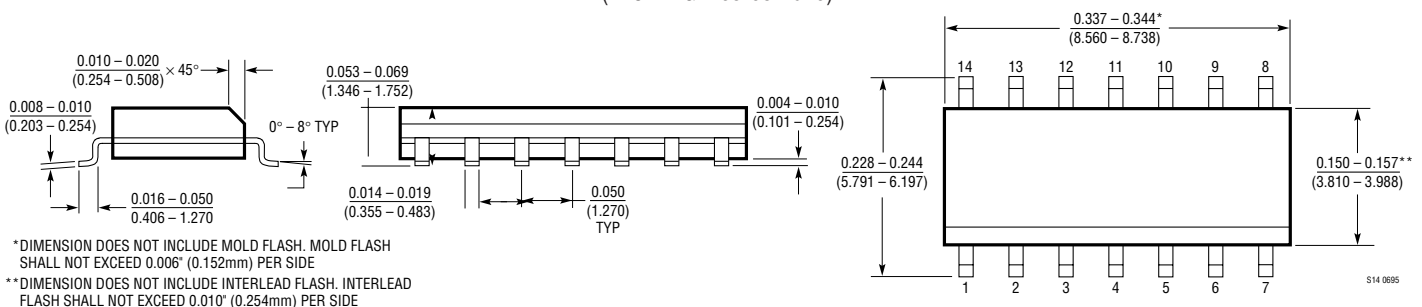 0.337 – 0.344*
(8.560 – 8.738)
0.010 – 0.020
(0.254 – 0.508)
× 45°
0.053 – 0.069
(1.346 – 1.752)
14 13 12 11 10 9 8
0.008 – 0.010
(0.203 – 0.254)
0° – 8° TYP
0.004 – 0.010
(0.101 – 0.254)
0.228 – 0.244
(5.791 – 6.197)
0.150 – 0.157**
(3.810 – 3.988)
0.016 – 0.050
0.406 – 1.270
0.014 – 0.019
(0.355 – 0.483)
0.050
(1.270)
TYP
1 2 3 4 5 6 7
S14 0695
*DIMENSION DOES NOT INCLUDE MOLD FLASH. MOLD FLASH
SHALL NOT EXCEED 0.006" (0.152mm) PER SIDE
**DIMENSION DOES NOT INCLUDE INTERLEAD FLASH. INTERLEAD
FLASH SHALL NOT EXCEED 0.010" (0.254mm) PER SIDE